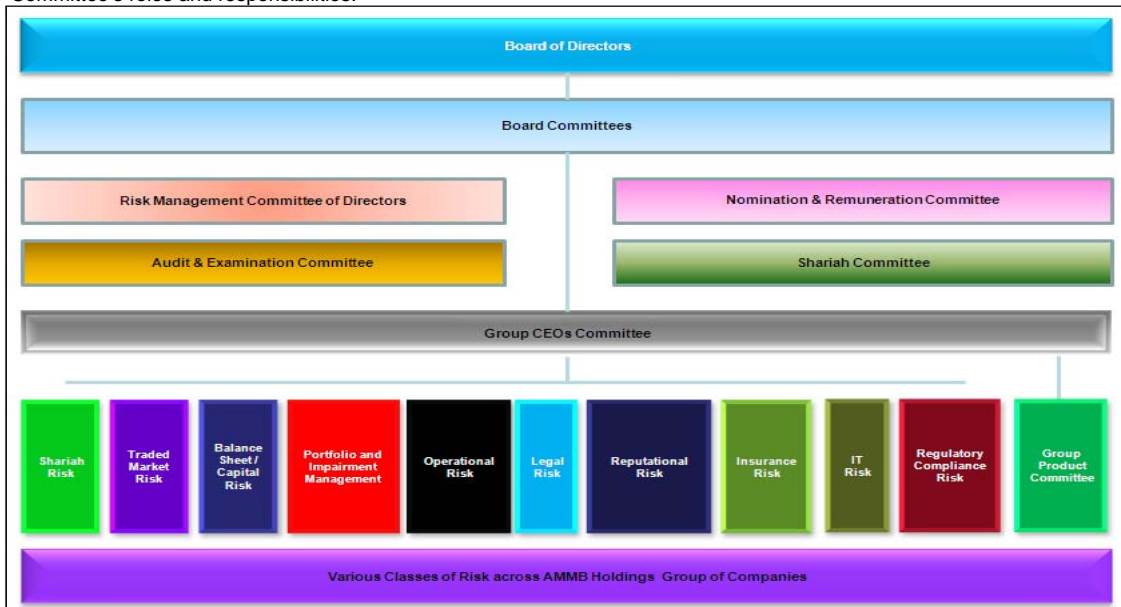 Committee's roles and responsibilities.
Board of Directors
Board Committees
Risk Management Committee of Directors
Nomination & Remuneration Committee
Audit & Examination Committee
Shariah Committee
Group CEOs Committee
Shariah
Risk
Traded
Market
Risk
Balance
Sheet /
Capital
Risk
Portfolio and
Impairment
Management
Operational
Risk
Legal
Risk
Reputational
Risk
Insurance
Risk
IT
Risk
Regulatory
Compliance
Risk
Group
Product
Committee
Various Classes of Risk across AMMB Holdings Group of Companies